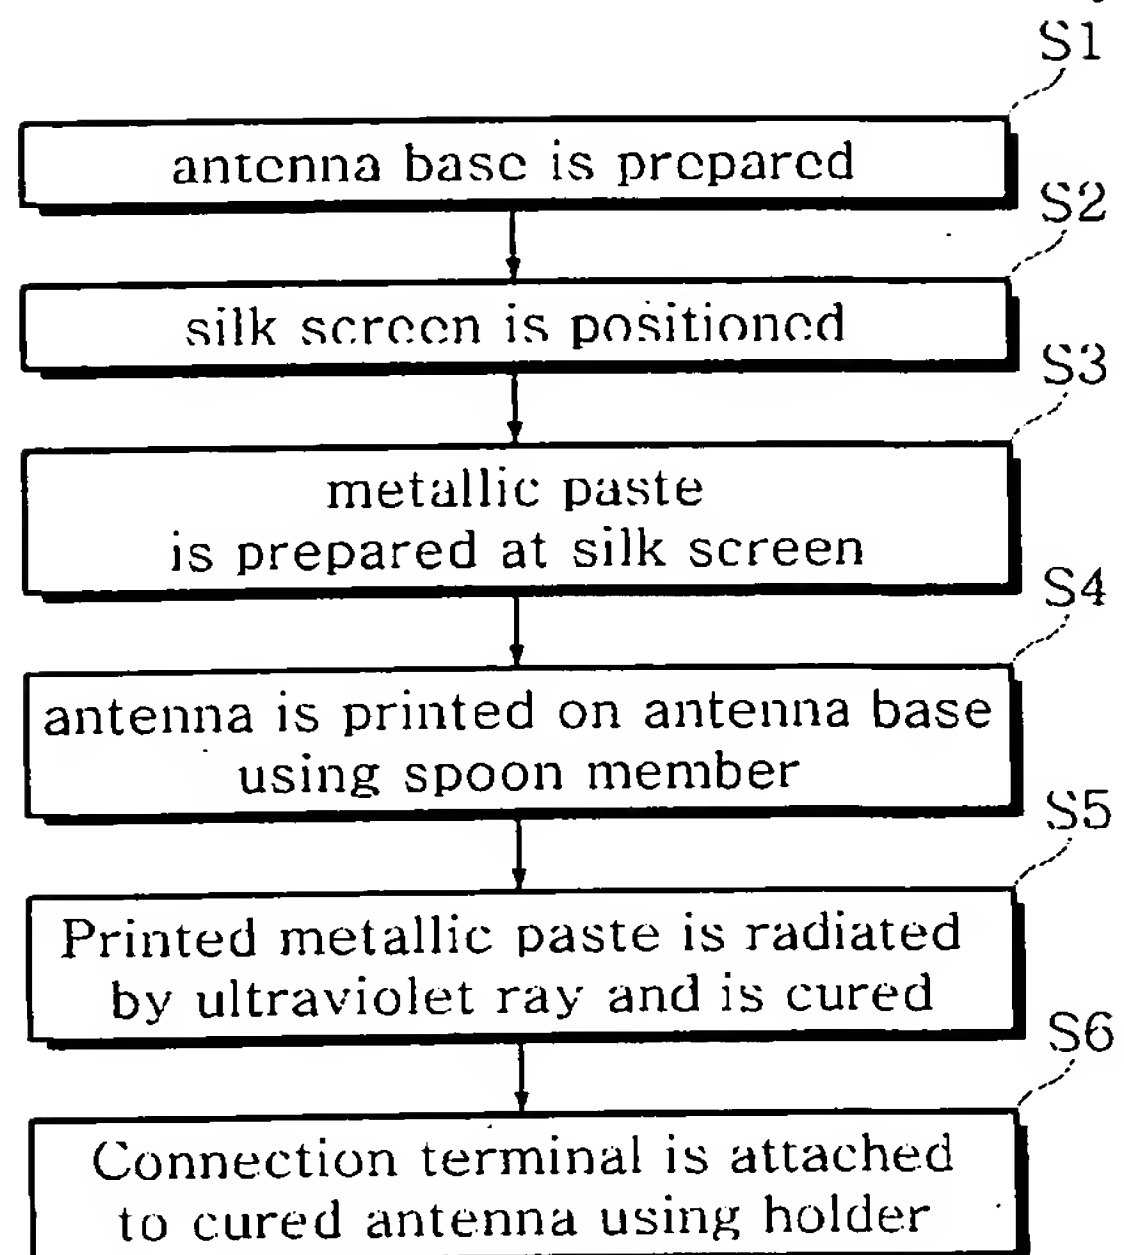 S1
antenna base is prepared
S2
silk screen is positioned
S3
metallic paste
is prepared at silk screen
S4
antenna is printed on antenna base
using spoon member
S5
Printed metallic paste is radiated
by ultraviolet ray and is cured
S6
Connection terminal is attached
to cured antenna using holder